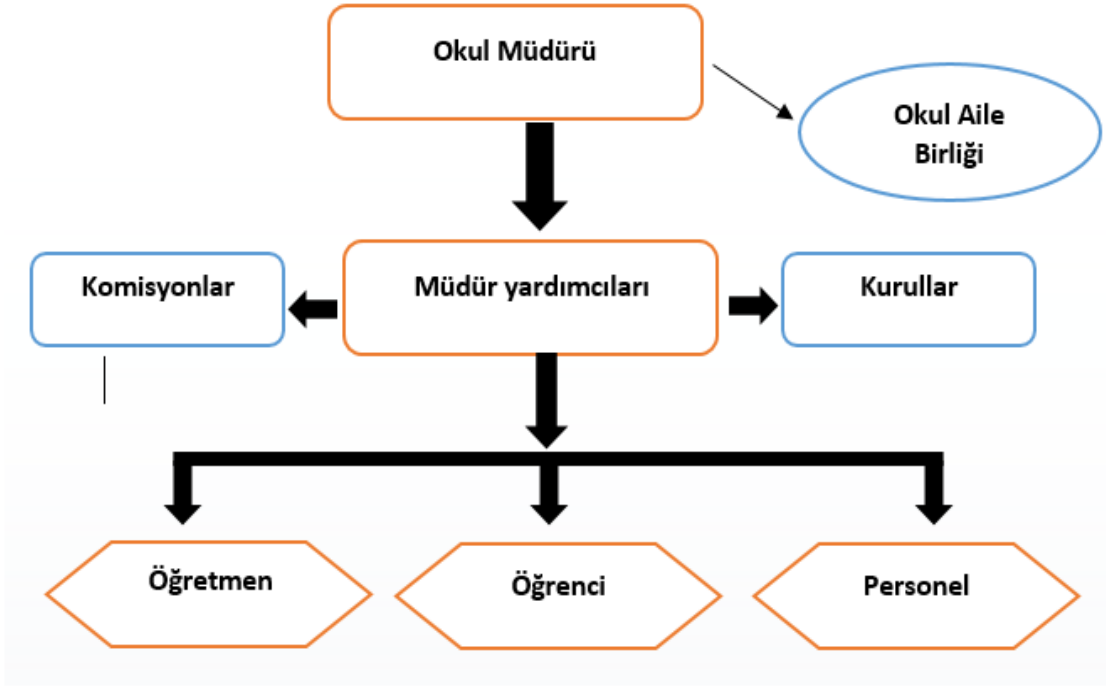 Okul Müdürü
Okul Aile
Birliği
Komisyonlar
Müdür yardımcıları
Kurullar
Öğretmen
Öğrenci
Personel